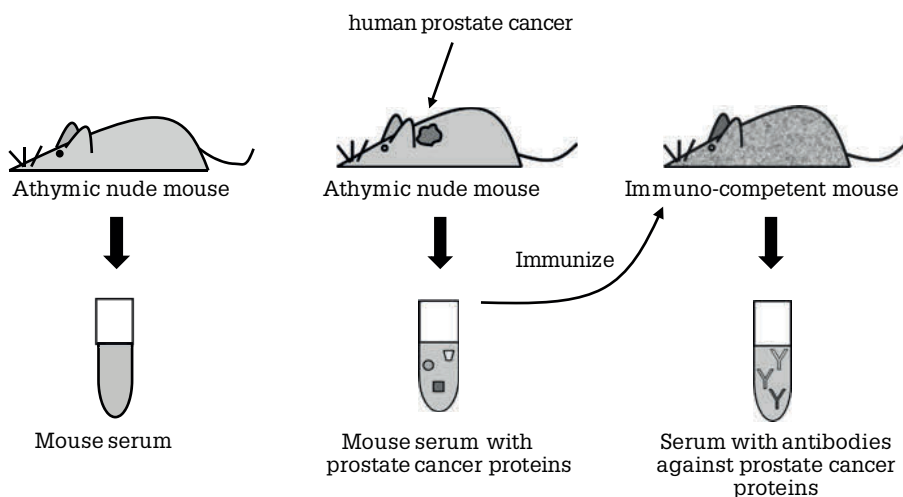 human prostate cancer
Athymic nude mouse
Athymic nude mouse
Immuno-competent mouse
Immunize
Mouse serum
Mouse serum with
prostate cancer proteins
Serum with antibodies
against prostate cancer
proteins